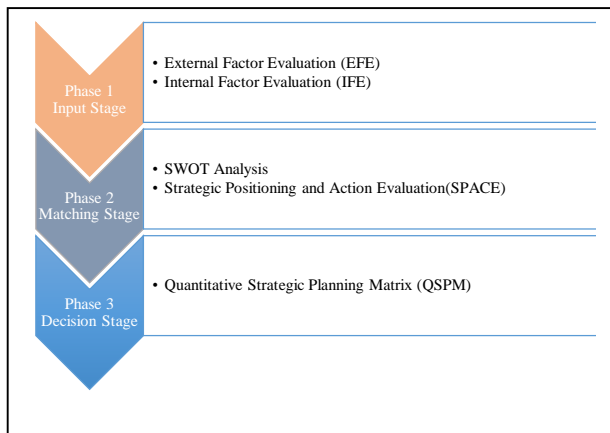 Phase 1
Input Stage
• External Factor Evaluation (EFE)
• Internal Factor Evaluation (IFE)
Phase 2
Matching Stage
• SWOT Analysis
• Strategic Positioning and Action Evaluation(SPACE)
Phase 3
Decision Stage
• Quantitative Strategic Planning Matrix (QSPM)